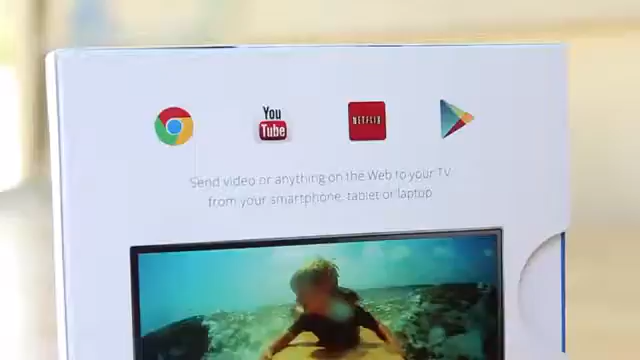 You
Tube
NETFLIX
Send video or anything on the Web to your TV
from your smartphone, tablet or laptop